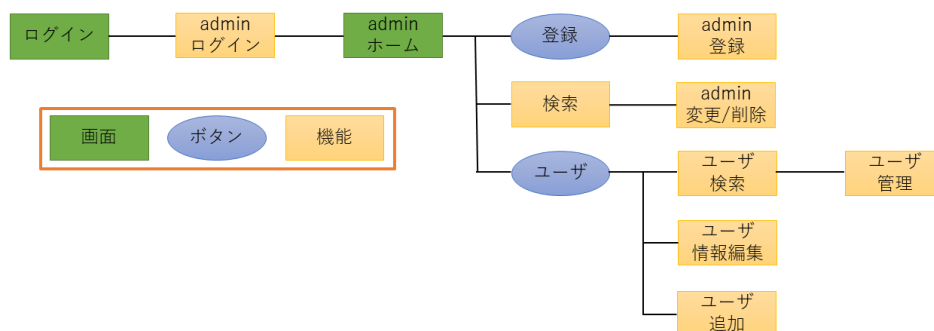 ログイン
admin
ログイン
admin
ホーム
登録
admin
登録
検索
admin
変更/削除
画面
ボタン
機能
ユーザ
ユーザ
検索
ユーザ
管理
ユーザ
情報編集
ユーザ
追加